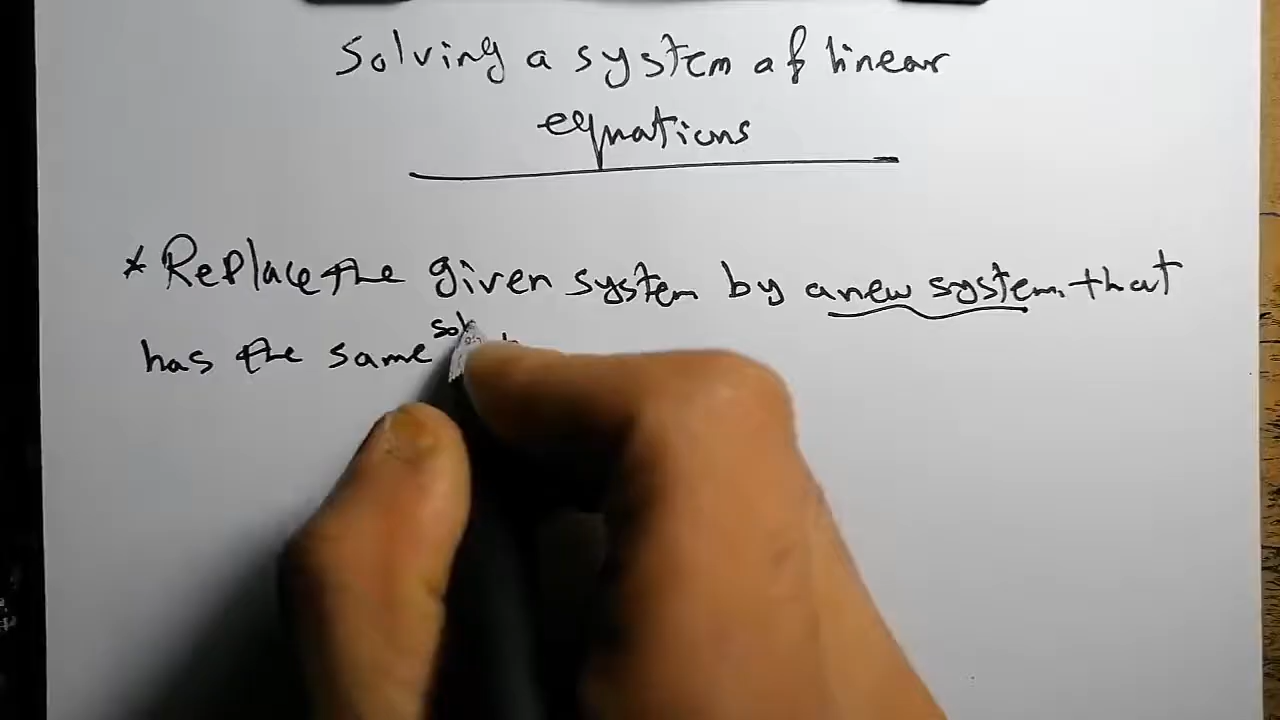 Solving a system of linear
equations
* Replace the given system by a new system that
has the same